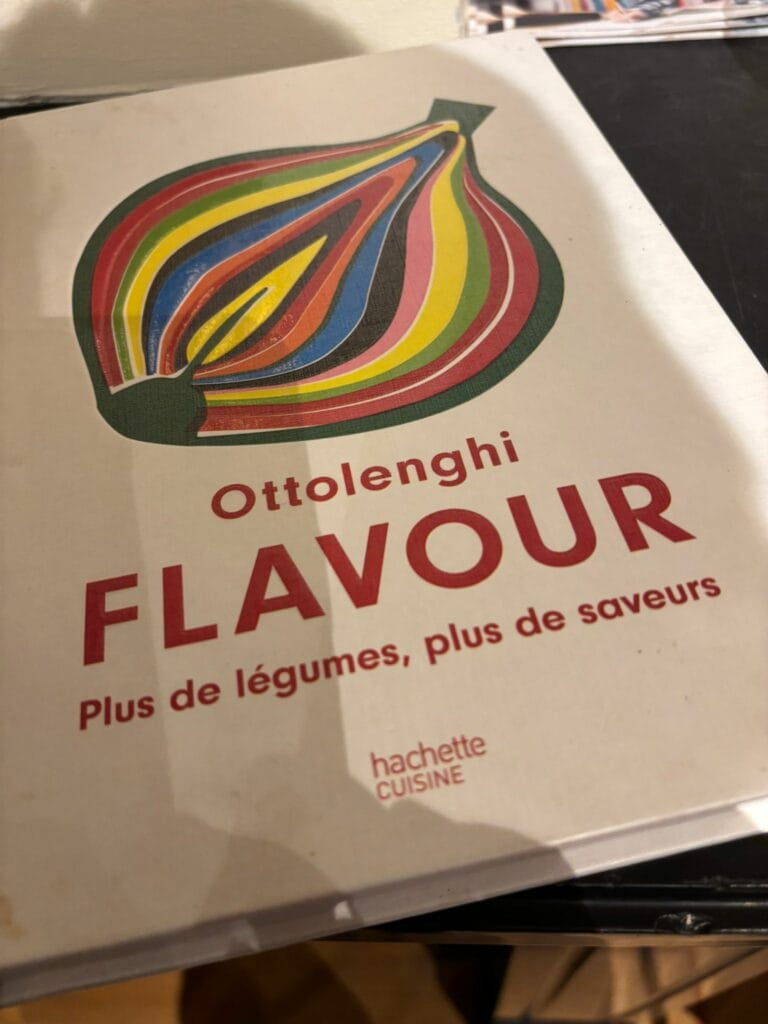 Ottolenghi
FLAVOUR
Plus de légumes, plus de saveurs
hachette
CUISINE